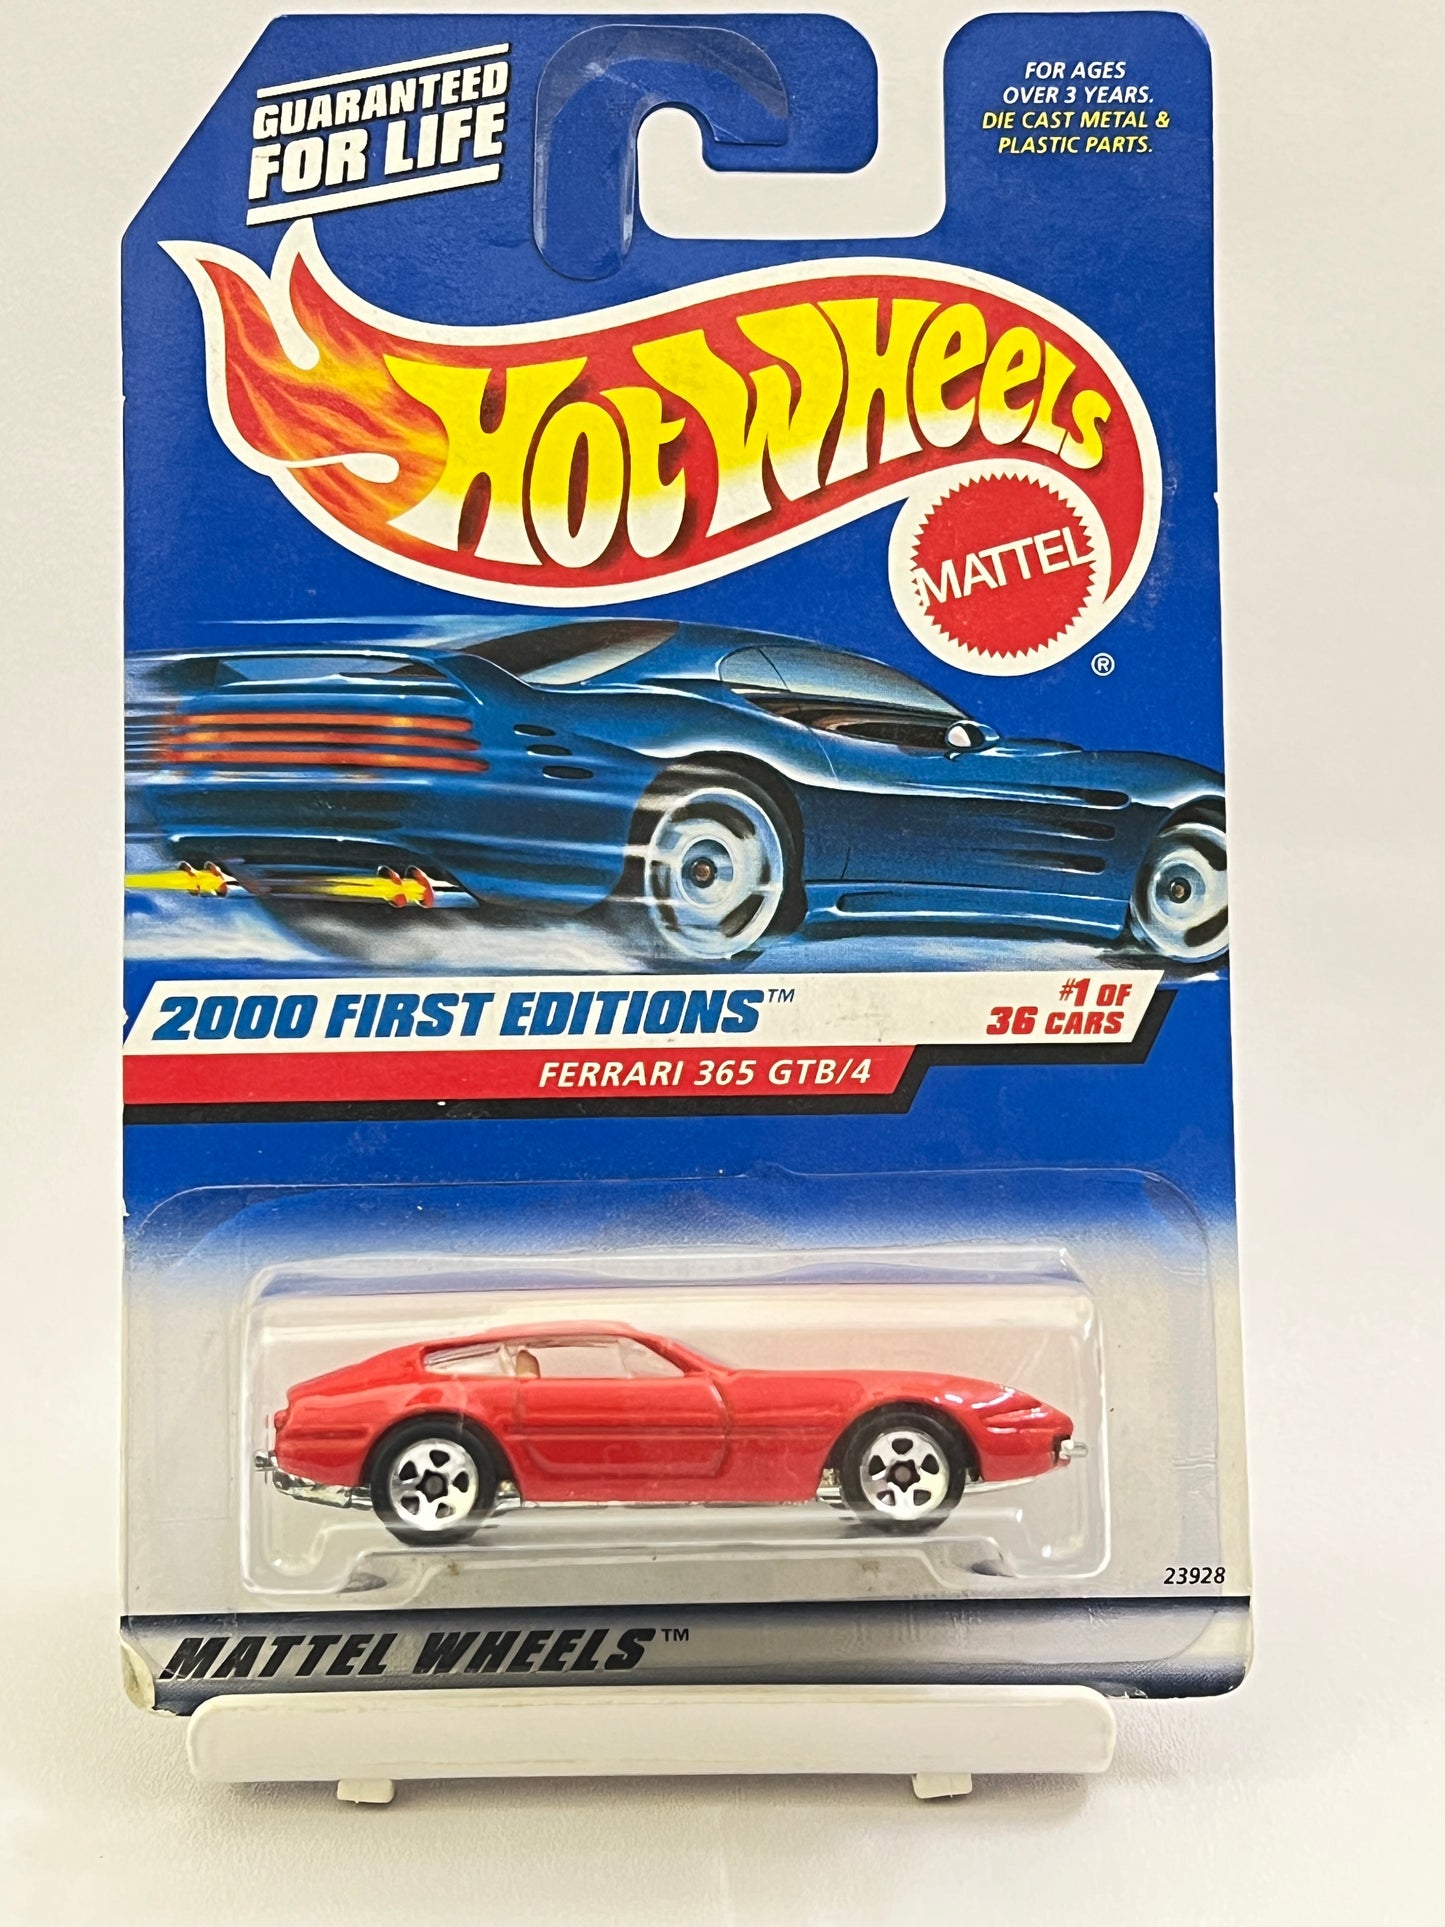 GUARANTEED
FOR LIFE
FOR AGES
OVER 3 YEARS.
DIE CAST METAL &
PLASTIC PARTS.
HOT WHEELS
MATTEL
®
2000 FIRST EDITIONS™
#1 OF
36 CARS
FERRARI 365 GTB/4
23928
MATTEL WHEELS™